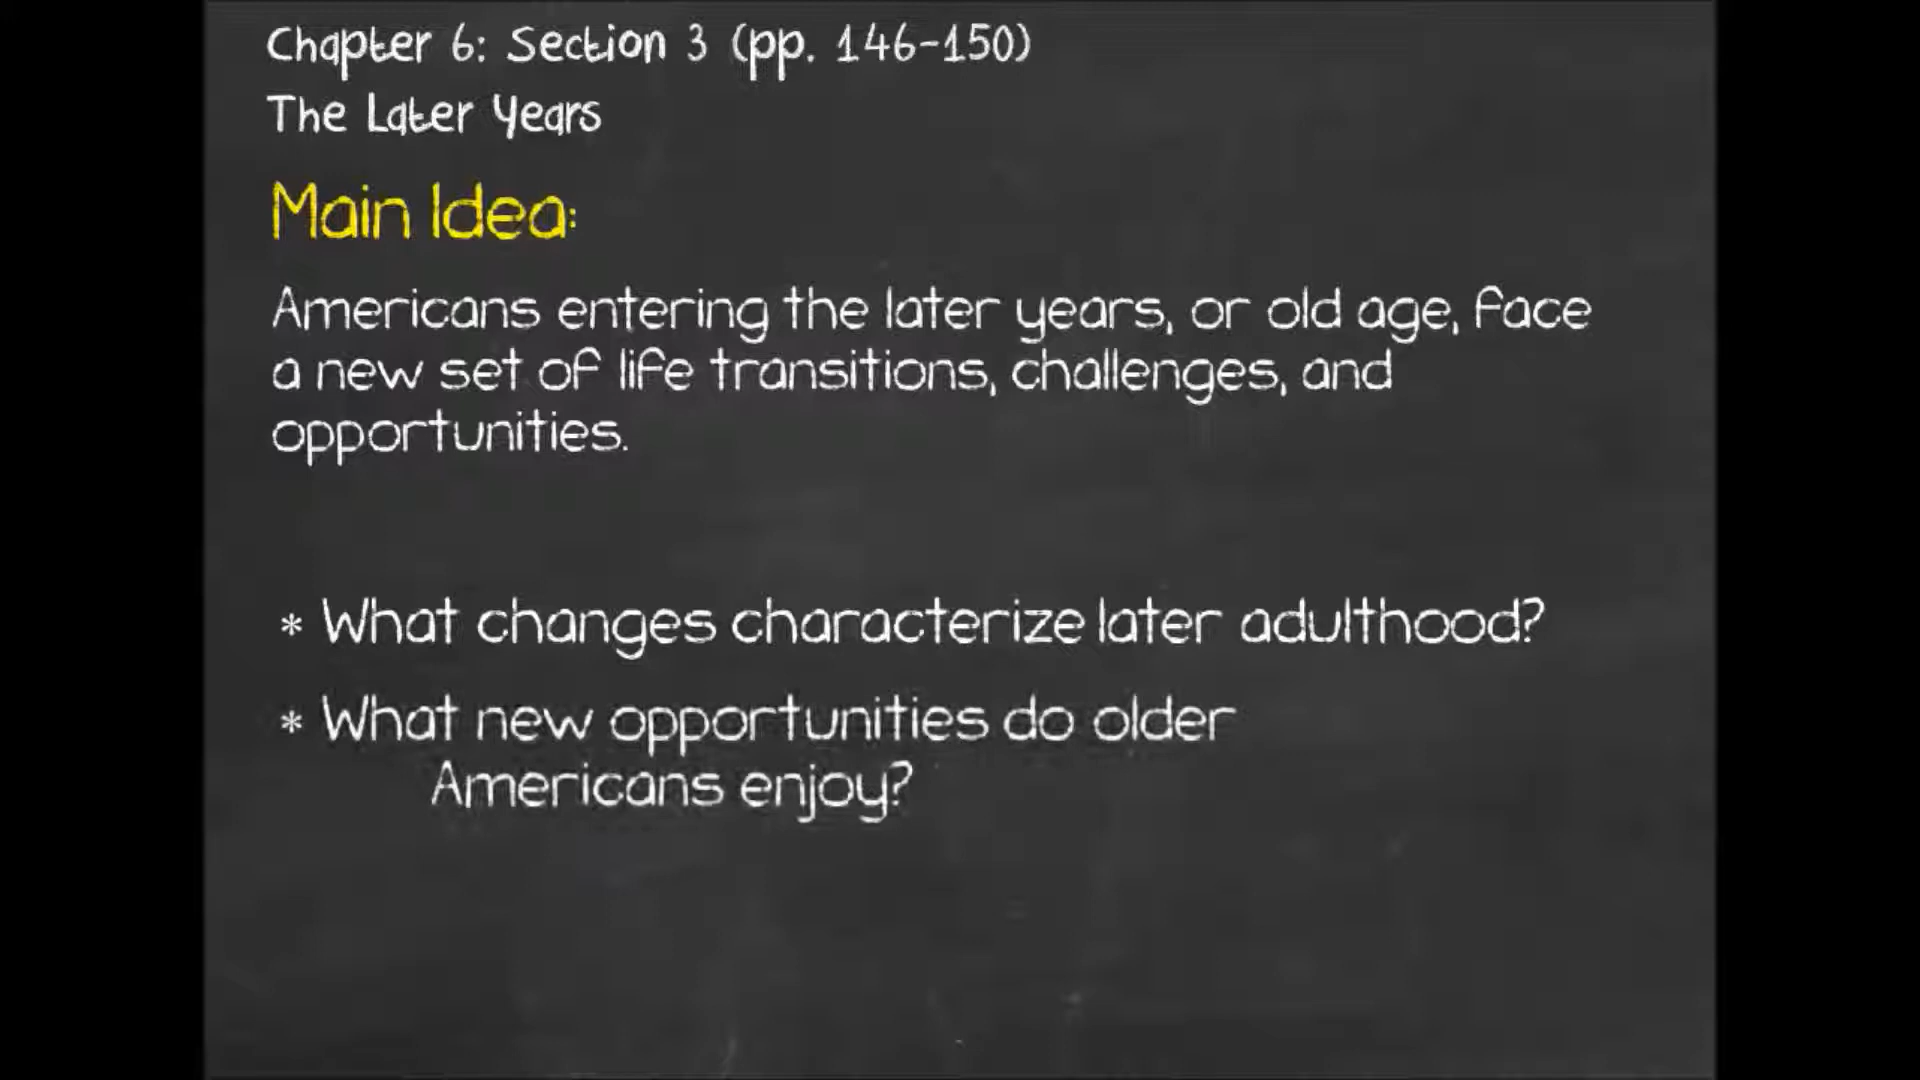 Chapter 6: Section 3 (pp. 146-150)
The Later Years
Main Idea:
Americans entering the later years, or old age, face
a new set of life transitions, challenges, and
opportunities.
* What changes characterize later adulthood?
* What new opportunities do older
Americans enjoy?